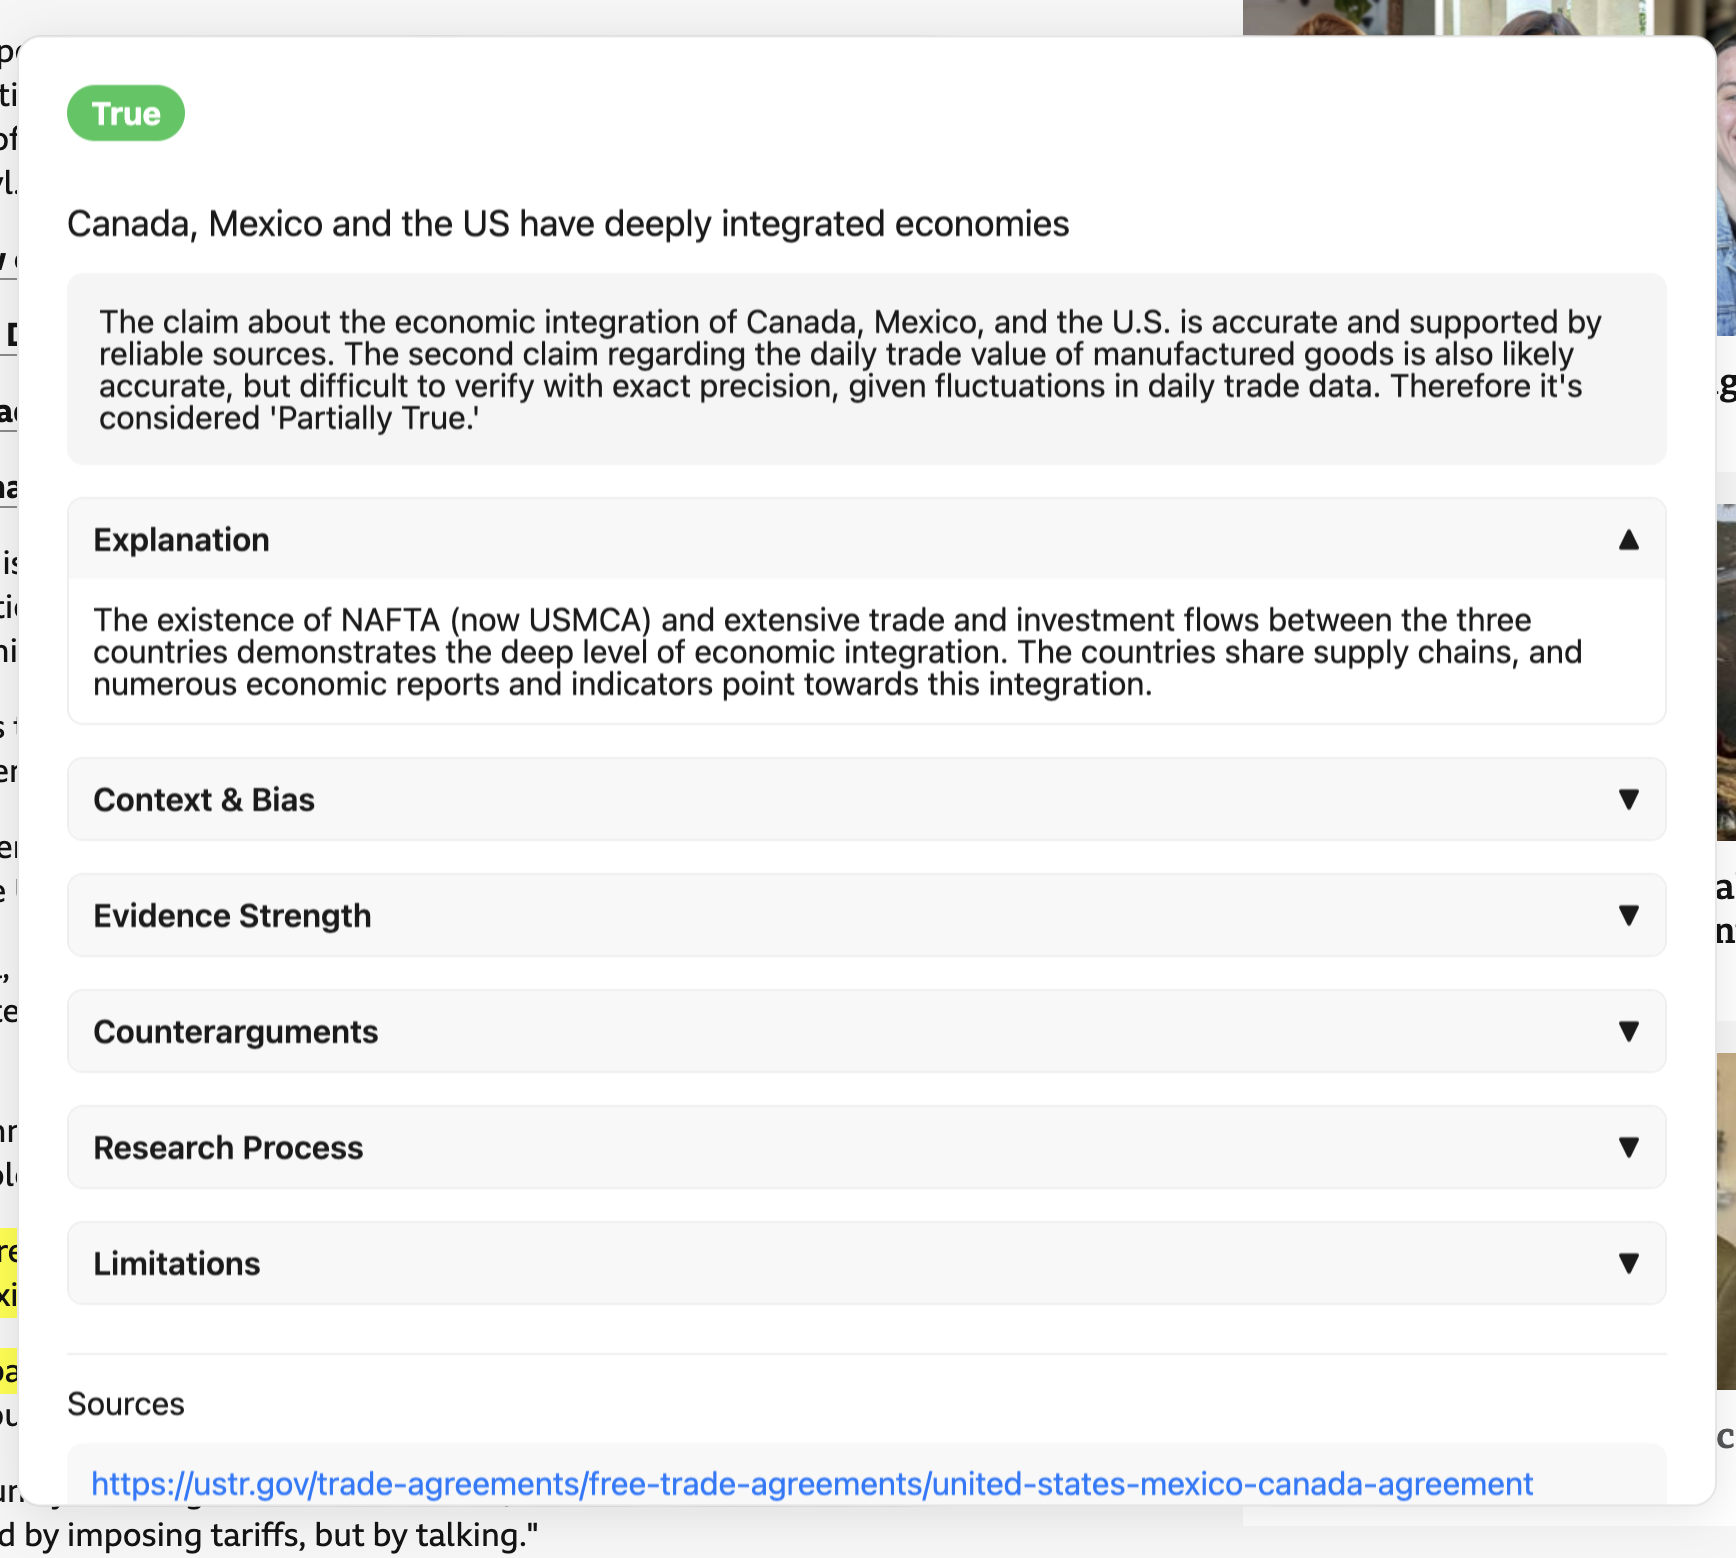 True
Canada, Mexico and the US have deeply integrated economies
The claim about the economic integration of Canada, Mexico, and the U.S. is accurate and supported by
reliable sources. The second claim regarding the daily trade value of manufactured goods is also likely
accurate, but difficult to verify with exact precision, given fluctuations in daily trade data. Therefore it's
considered 'Partially True.'
Explanation ▲
The existence of NAFTA (now USMCA) and extensive trade and investment flows between the three
countries demonstrates the deep level of economic integration. The countries share supply chains, and
numerous economic reports and indicators point towards this integration.
Context & Bias ▼
Evidence Strength ▼
Counterarguments ▼
Research Process ▼
Limitations ▼
Sources
https://ustr.gov/trade-agreements/free-trade-agreements/united-states-mexico-canada-agreement
d by imposing tariffs, but by talking."